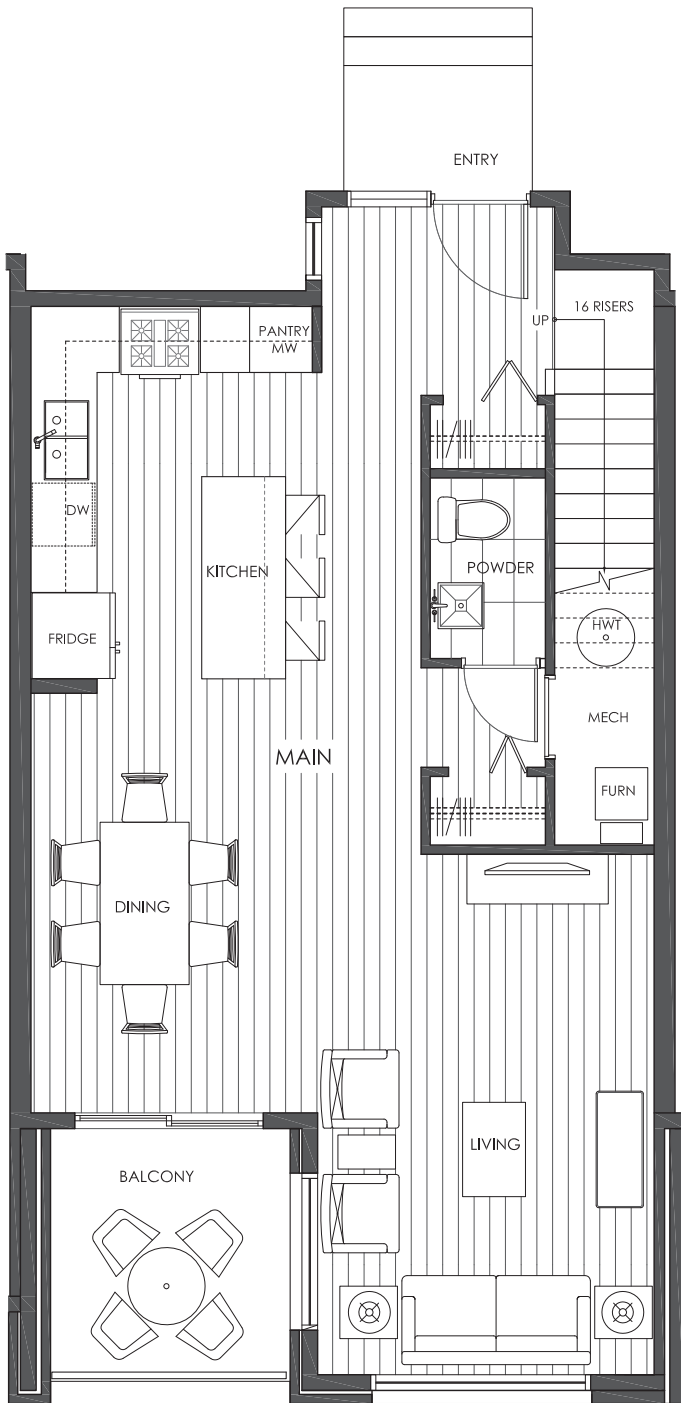 ENTRY
16 RISERS
UP
PANTRY
MW
DW
POWDER
KITCHEN
HWT
FRIDGE
MECH
MAIN
FURN
DINING
LIVING
BALCONY